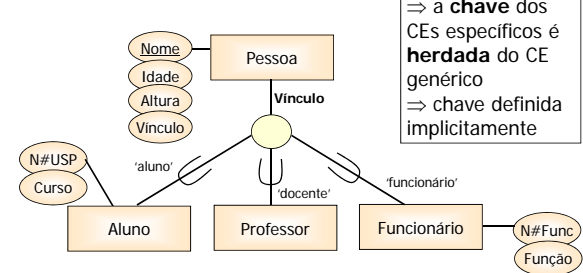 ⇒ a chave dos
CEs específicos é
herdada do CE
genérico
⇒ chave definida
implicitamente
Nome
Idade
Altura
Vínculo
Pessoa
Vínculo
N#USP
Curso
'aluno'
'docente'
'funcionário'
Aluno
Professor
Funcionário
N#Func
Função